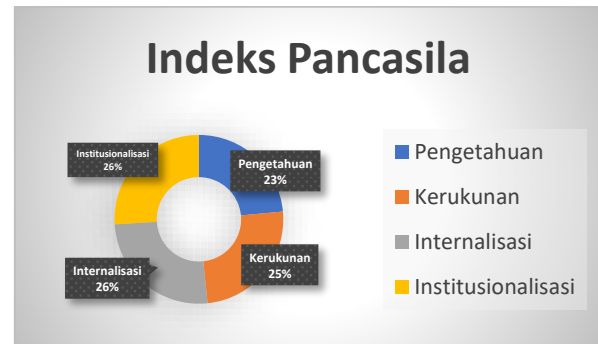 Indeks Pancasila
Institusionalisasi
26%
Pengetahuan
23%
Kerukunan
25%
Internalisasi
26%
Pengetahuan
Kerukunan
Internalisasi
Institusionalisasi